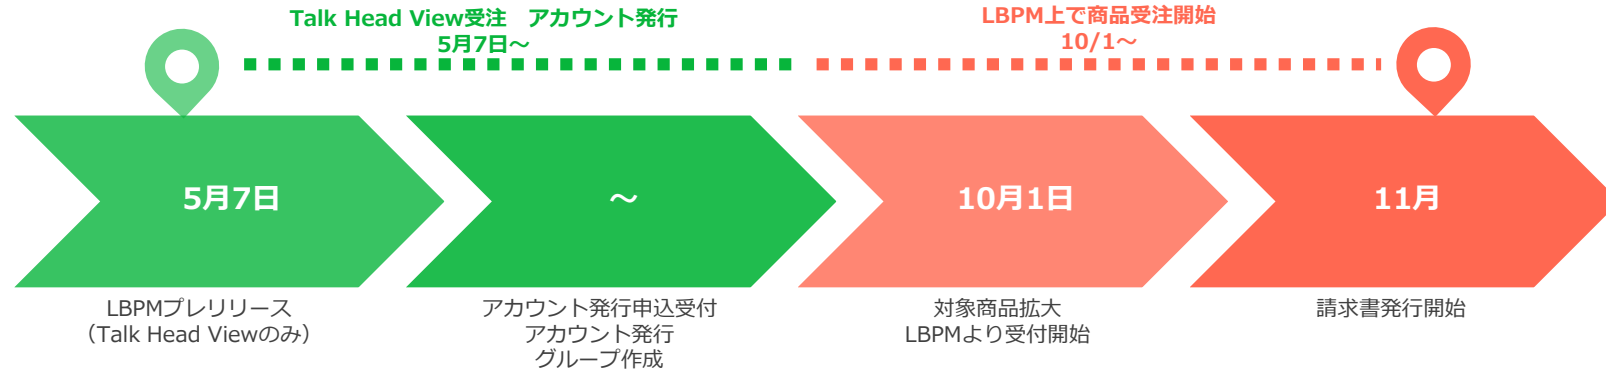 Talk Head View受注　アカウント発行
5月7日～
LBPM上で商品受注開始
10/1～
5月7日
～
10月1日
11月
LBPMプレリリース
（Talk Head Viewのみ）
アカウント発行申込受付
アカウント発行
グループ作成
対象商品拡大
LBPMより受付開始
請求書発行開始